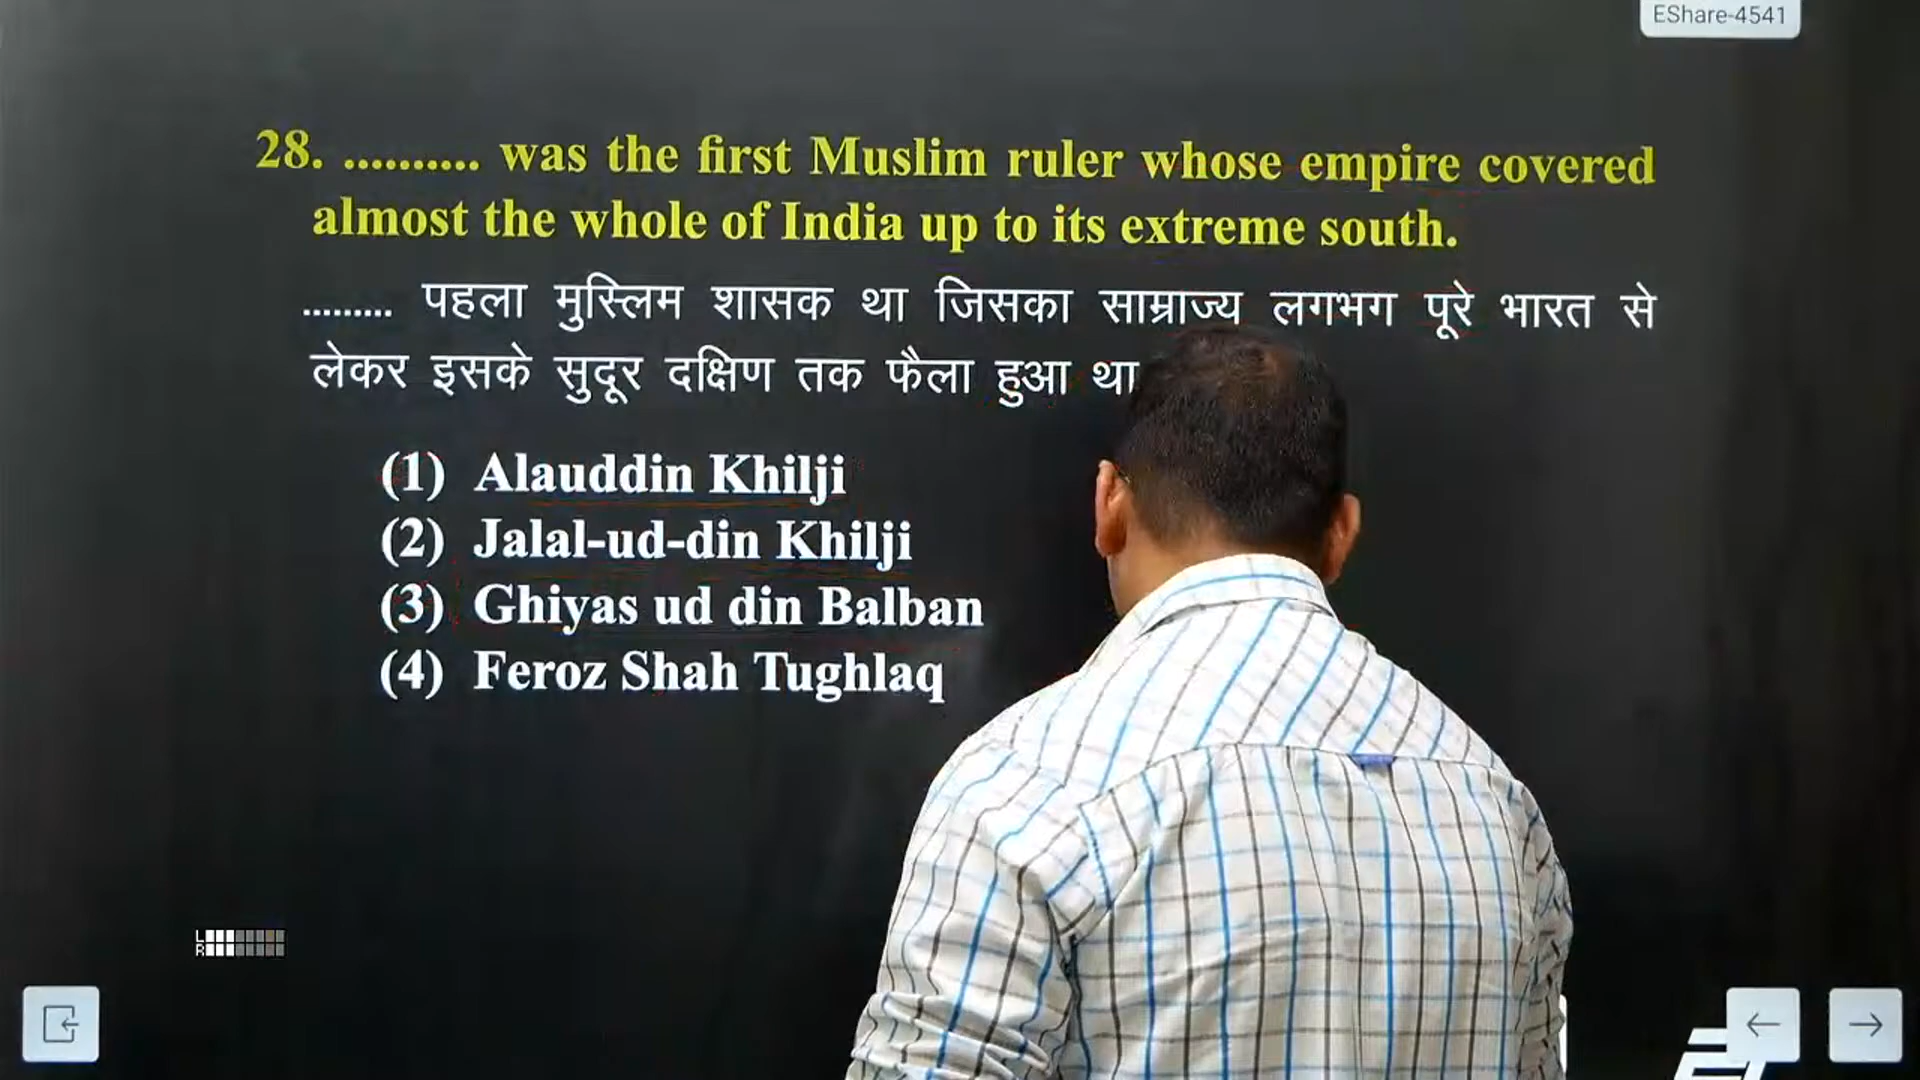 EShare-4541
28. .......... was the first Muslim ruler whose empire covered
almost the whole of India up to its extreme south.
......... पहला मुस्लिम शासक था जिसका साम्राज्य लगभग पूरे भारत से
लेकर इसके सुदूर दक्षिण तक फैला हुआ था
(1) Alauddin Khilji
(2) Jalal-ud-din Khilji
(3) Ghiyas ud din Balban
(4) Feroz Shah Tughlaq
L
R